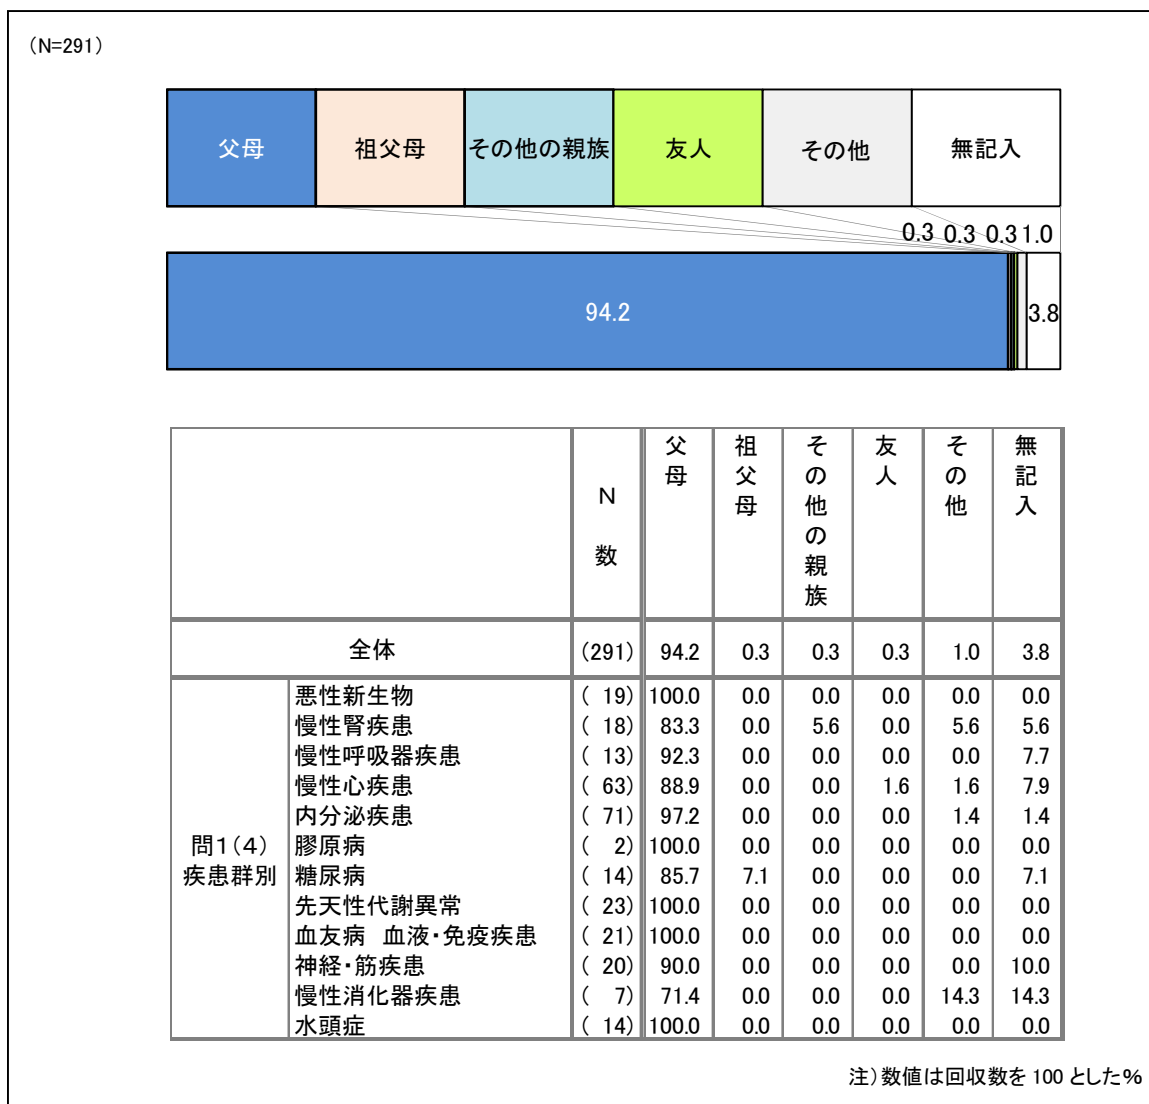 (N=291)
父母 祖父母 その他の親族 友人 その他 無記入
0.3 0.3 0.3 1.0
94.2 3.8
N数 父母 祖父母 その他の親族 友人 その他 無記入
全体 (291) 94.2 0.3 0.3 0.3 1.0 3.8
問1(4)疾患群別
悪性新生物 ( 19) 100.0 0.0 0.0 0.0 0.0 0.0
慢性腎疾患 ( 18) 83.3 0.0 5.6 0.0 5.6 5.6
慢性呼吸器疾患 ( 13) 92.3 0.0 0.0 0.0 0.0 7.7
慢性心疾患 ( 63) 88.9 0.0 0.0 1.6 1.6 7.9
内分泌疾患 ( 71) 97.2 0.0 0.0 0.0 1.4 1.4
膠原病 ( 2) 100.0 0.0 0.0 0.0 0.0 0.0
糖尿病 ( 14) 85.7 7.1 0.0 0.0 0.0 7.1
先天性代謝異常 ( 23) 100.0 0.0 0.0 0.0 0.0 0.0
血友病 血液・免疫疾患 ( 21) 100.0 0.0 0.0 0.0 0.0 0.0
神経・筋疾患 ( 20) 90.0 0.0 0.0 0.0 0.0 10.0
慢性消化器疾患 ( 7) 71.4 0.0 0.0 0.0 14.3 14.3
水頭症 ( 14) 100.0 0.0 0.0 0.0 0.0 0.0
注)数値は回収数を 100 とした%